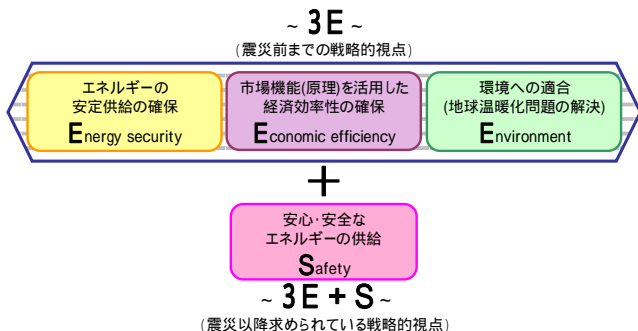 ~ 3E ~
(震災前までの戦略的視点)
エネルギーの
安定供給の確保
Energy security
市場機能(原理)を活用した
経済効率性の確保
Economic efficiency
環境への適合
(地球温暖化問題の解決)
Environment
+
安心・安全な
エネルギーの供給
Safety
~ 3E + S ~
(震災以降求められている戦略的視点)